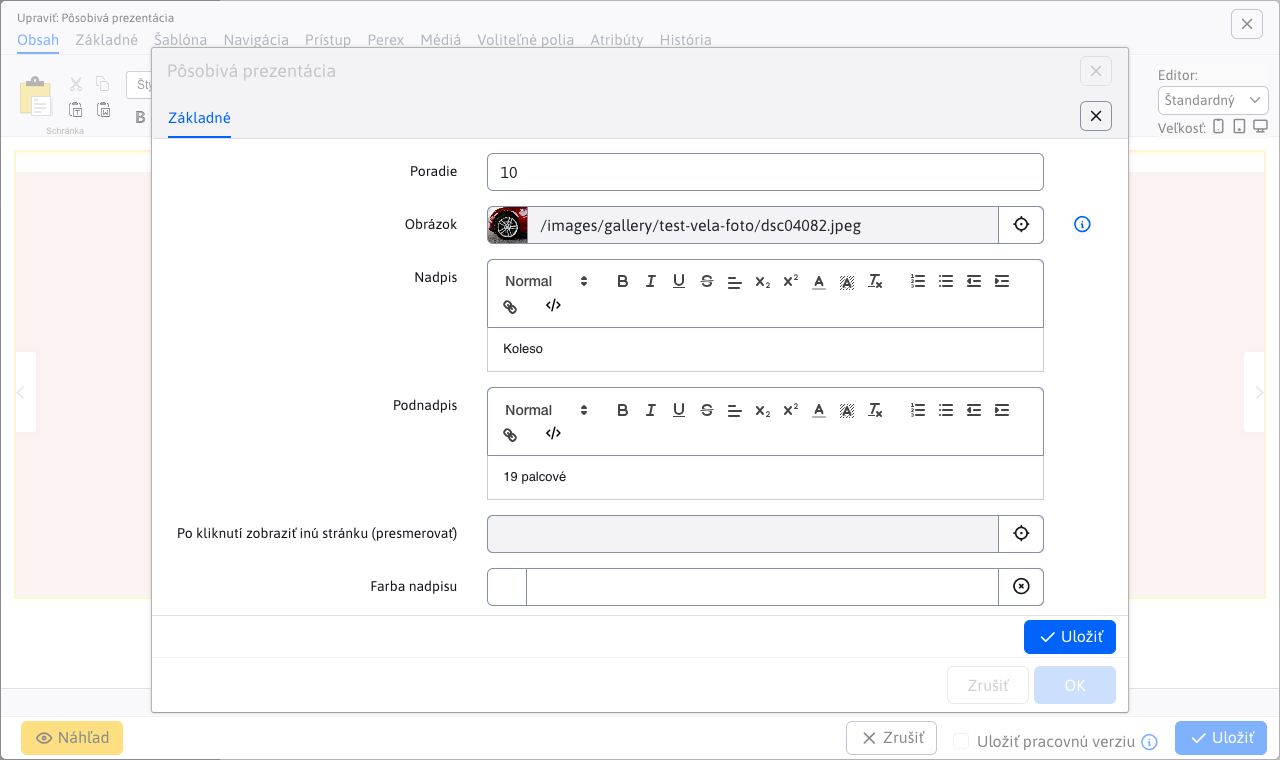 Upraviť: Pôsobivá prezentácia
Obsah Základné Šablóna Navigácia Prístup Perex Médiá Voliteľné polia Atribúty História
Pôsobivá prezentácia
Editor:
Štandardný
Veľkosť:
Schránka
B
Základné
Poradie 10
Obrázok /images/gallery/test-vela-foto/dsc04082.jpeg
Nadpis Normal
Koleso
Podnadpis Normal
19 palcové
Po kliknutí zobraziť inú stránku (presmerovať)
Farba nadpisu
Uložiť
Zrušiť OK
Náhľad Zrušiť Uložiť pracovnú verziu Uložiť